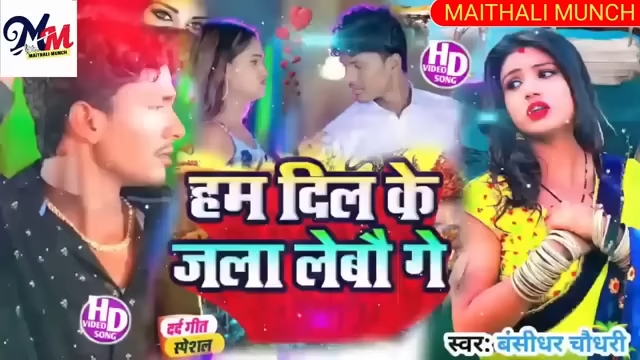 MM
MAITHALI MUNCH
MAITHALI MUNCH
HD
VIDEO
SONG
हम दिल के
जला लेबौ गे
HD
VIDEO
SONG
दर्द गीत
स्पेशल
स्वर: बंसीधर चौधरी